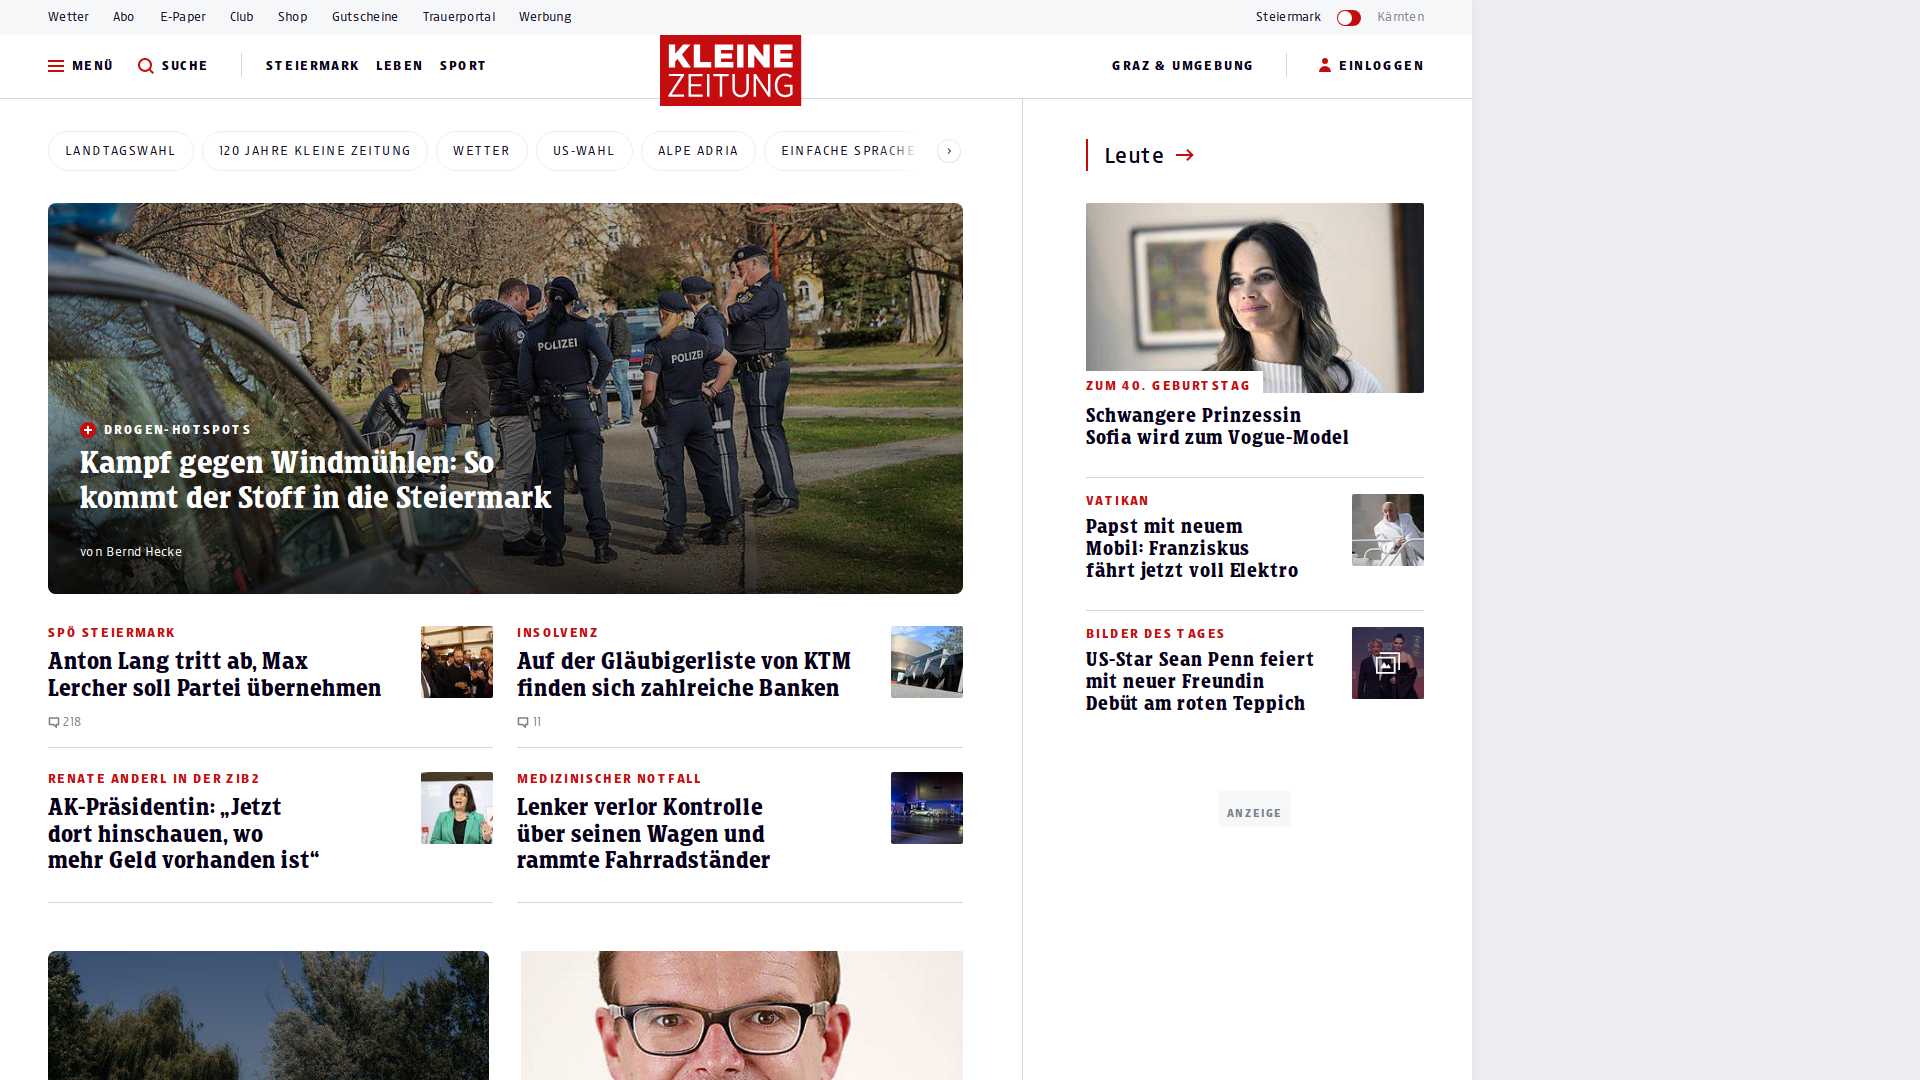 Wetter Abo E-Paper Club Shop Gutscheine Trauerportal Werbung Steiermark Kärnten
MENÜ SUCHE STEIERMARK LEBEN SPORT KLEINE ZEITUNG GRAZ & UMGEBUNG EINLOGGEN
LANDTAGSWAHL 120 JAHRE KLEINE ZEITUNG WETTER US-WAHL ALPE ADRIA EINFACHE SPRACHE
POLIZEI
POLIZEI
DROGEN-HOTSPOTS
Kampf gegen Windmühlen: So
kommt der Stoff in die Steiermark
von Bernd Hecke
SPÖ STEIERMARK
Anton Lang tritt ab, Max
Lercher soll Partei übernehmen
218
INSOLVENZ
Auf der Gläubigerliste von KTM
finden sich zahlreiche Banken
11
RENATE ANDERL IN DER ZIB2
AK-Präsidentin: „Jetzt
dort hinschauen, wo
mehr Geld vorhanden ist“
MEDIZINISCHER NOTFALL
Lenker verlor Kontrolle
über seinen Wagen und
rammte Fahrradständer
Leute
ZUM 40. GEBURTSTAG
Schwangere Prinzessin
Sofia wird zum Vogue-Model
VATIKAN
Papst mit neuem
Mobil: Franziskus
fährt jetzt voll Elektro
BILDER DES TAGES
US-Star Sean Penn feiert
mit neuer Freundin
Debüt am roten Teppich
ANZEIGE